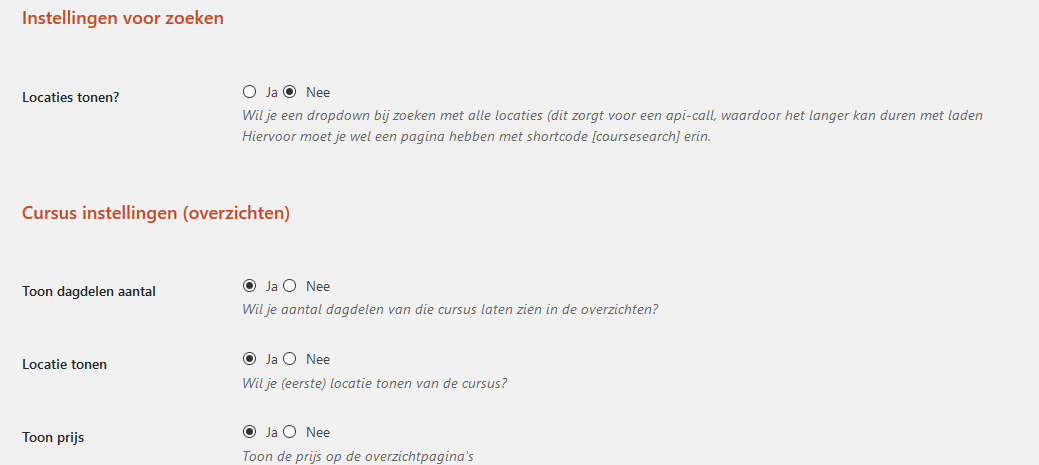 Instellingen voor zoeken
Locaties tonen?
Ja Nee
Wil je een dropdown bij zoeken met alle locaties (dit zorgt voor een api-call, waardoor het langer kan duren met laden
Hiervoor moet je wel een pagina hebben met shortcode [coursesearch] erin.
Cursus instellingen (overzichten)
Toon dagdelen aantal
Ja Nee
Wil je aantal dagdelen van die cursus laten zien in de overzichten?
Locatie tonen
Ja Nee
Wil je (eerste) locatie tonen van de cursus?
Toon prijs
Ja Nee
Toon de prijs op de overzichtpagina's